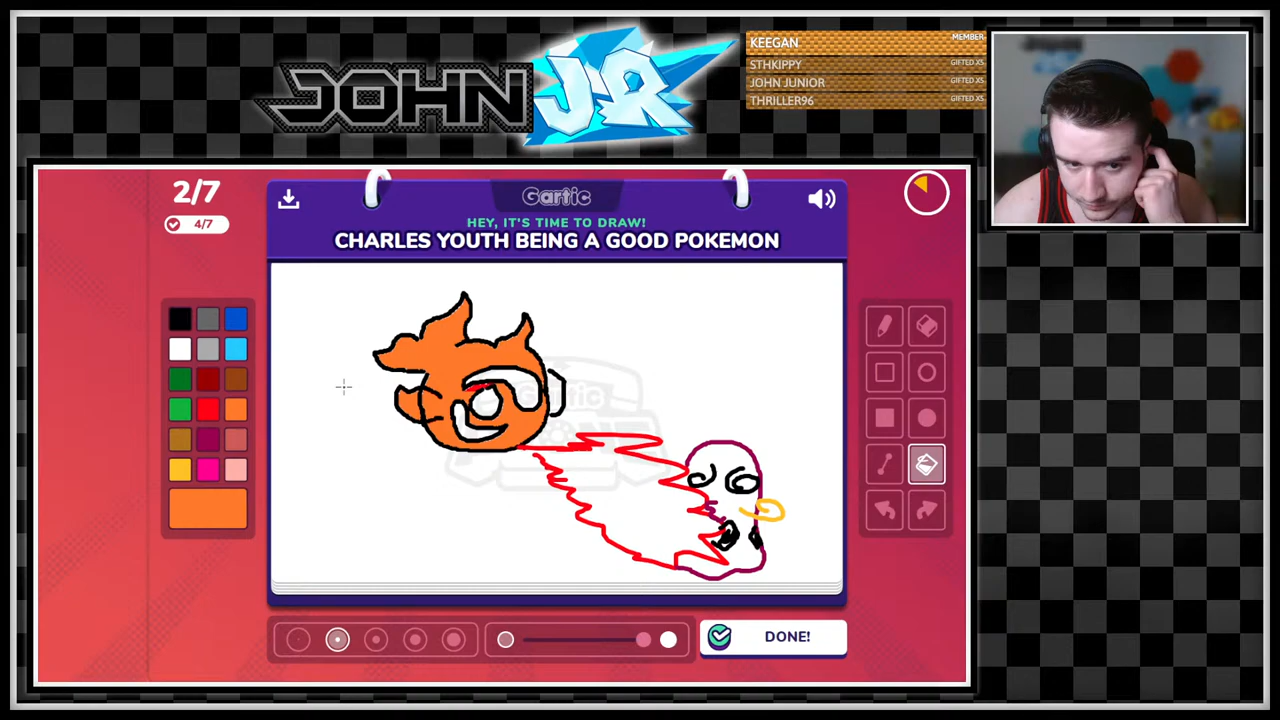 JOHN JR
KEEGAN MEMBER
STHKIPPY GIFTED X5
JOHN JUNIOR GIFTED X5
THRILLER96 GIFTED X5
2/7
4/7
Gartic
HEY, IT'S TIME TO DRAW!
CHARLES YOUTH BEING A GOOD POKEMON
Gartic
DONE!